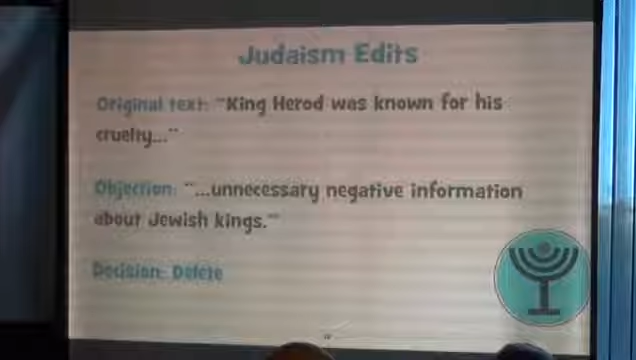 Judaism Edits
Original text: "King Herod was known for his
cruelty..."
Objection: "...unnecessary negative information
about Jewish kings."
Decision: Delete